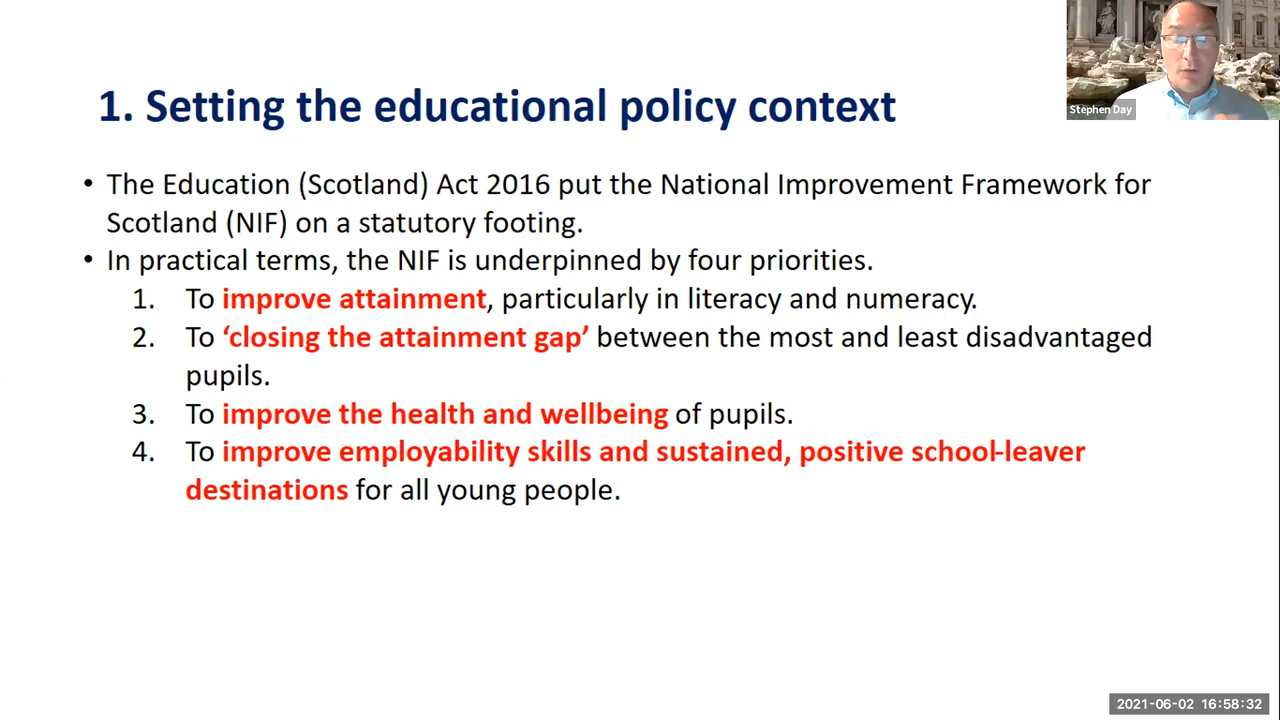 1. Setting the educational policy context
Stephen Day
• The Education (Scotland) Act 2016 put the National Improvement Framework for
Scotland (NIF) on a statutory footing.
• In practical terms, the NIF is underpinned by four priorities.
1. To improve attainment, particularly in literacy and numeracy.
2. To ‘closing the attainment gap’ between the most and least disadvantaged
pupils.
3. To improve the health and wellbeing of pupils.
4. To improve employability skills and sustained, positive school-leaver
destinations for all young people.
2021-06-02 16:58:32